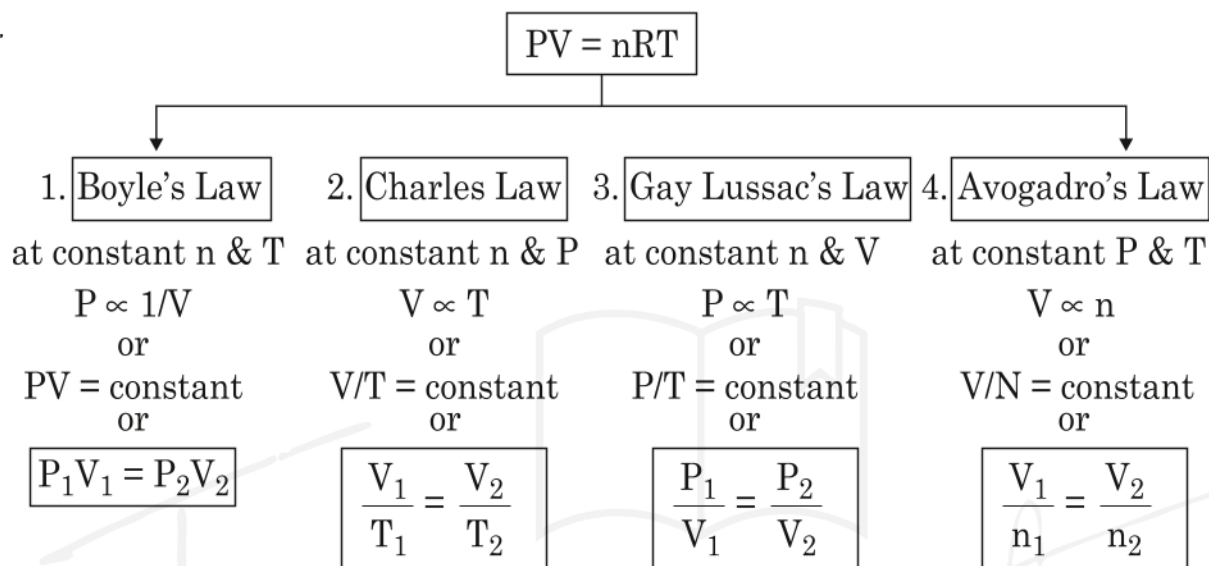 PV = nRT
1. Boyle's Law 2. Charles Law 3. Gay Lussac's Law 4. Avogadro's Law
at constant n & T at constant n & P at constant n & V at constant P & T
P ∝ 1/V V ∝ T P ∝ T V ∝ n
or or or or
PV = constant V/T = constant P/T = constant V/N = constant
or or or or
P₁V₁ = P₂V₂ V₁/T₁ = V₂/T₂ P₁/V₁ = P₂/V₂ V₁/n₁ = V₂/n₂